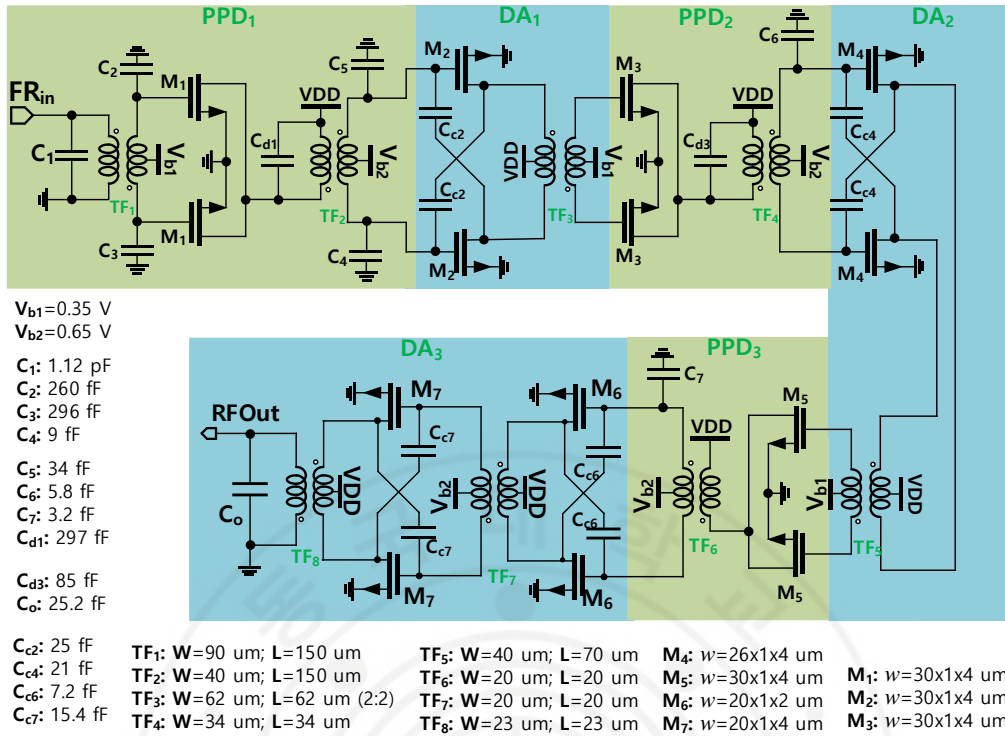 PPD1
DA1
PPD2
DA2
FRin
C1
C2
C3
M1
M1
TF1
Vb1
Cd1
VDD
TF2
Vb2
C5
C4
M2
M2
Cc2
Cc2
VDD
TF3
Vb1
M3
M3
Cd3
VDD
TF4
Vb2
C6
M4
M4
Cc4
Cc4
DA3
PPD3
RFOut
Co
TF8
VDD
M7
M7
Cc7
Cc7
Vb2
TF7
VDD
M6
M6
Cc6
Cc6
C7
Vb2
VDD
TF6
M5
M5
Vb1
TF5
VDD
Vb1=0.35 V
Vb2=0.65 V
C1: 1.12 pF
C2: 260 fF
C3: 296 fF
C4: 9 fF
C5: 34 fF
C6: 5.8 fF
C7: 3.2 fF
Cd1: 297 fF
Cd3: 85 fF
Co: 25.2 fF
Cc2: 25 fF
Cc4: 21 fF
Cc6: 7.2 fF
Cc7: 15.4 fF
TF1: W=90 um; L=150 um
TF2: W=40 um; L=150 um
TF3: W=62 um; L=62 um (2:2)
TF4: W=34 um; L=34 um
TF5: W=40 um; L=70 um
TF6: W=20 um; L=20 um
TF7: W=20 um; L=20 um
TF8: W=23 um; L=23 um
M4: w=26x1x4 um
M5: w=30x1x4 um
M6: w=20x1x2 um
M7: w=20x1x4 um
M1: w=30x1x4 um
M2: w=30x1x4 um
M3: w=30x1x4 um